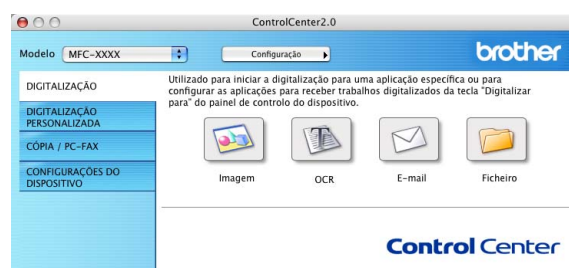 ControlCenter2.0
Modelo MFC-XXXX
Configuração
brother
DIGITALIZAÇÃO
DIGITALIZAÇÃO
PERSONALIZADA
CÓPIA / PC-FAX
CONFIGURAÇÕES DO
DISPOSITIVO
Utilizado para iniciar a digitalização para uma aplicação específica ou para
configurar as aplicações para receber trabalhos digitalizados da tecla "Digitalizar
para" do painel de controlo do dispositivo.
Imagem
OCR
E-mail
Ficheiro
Control Center